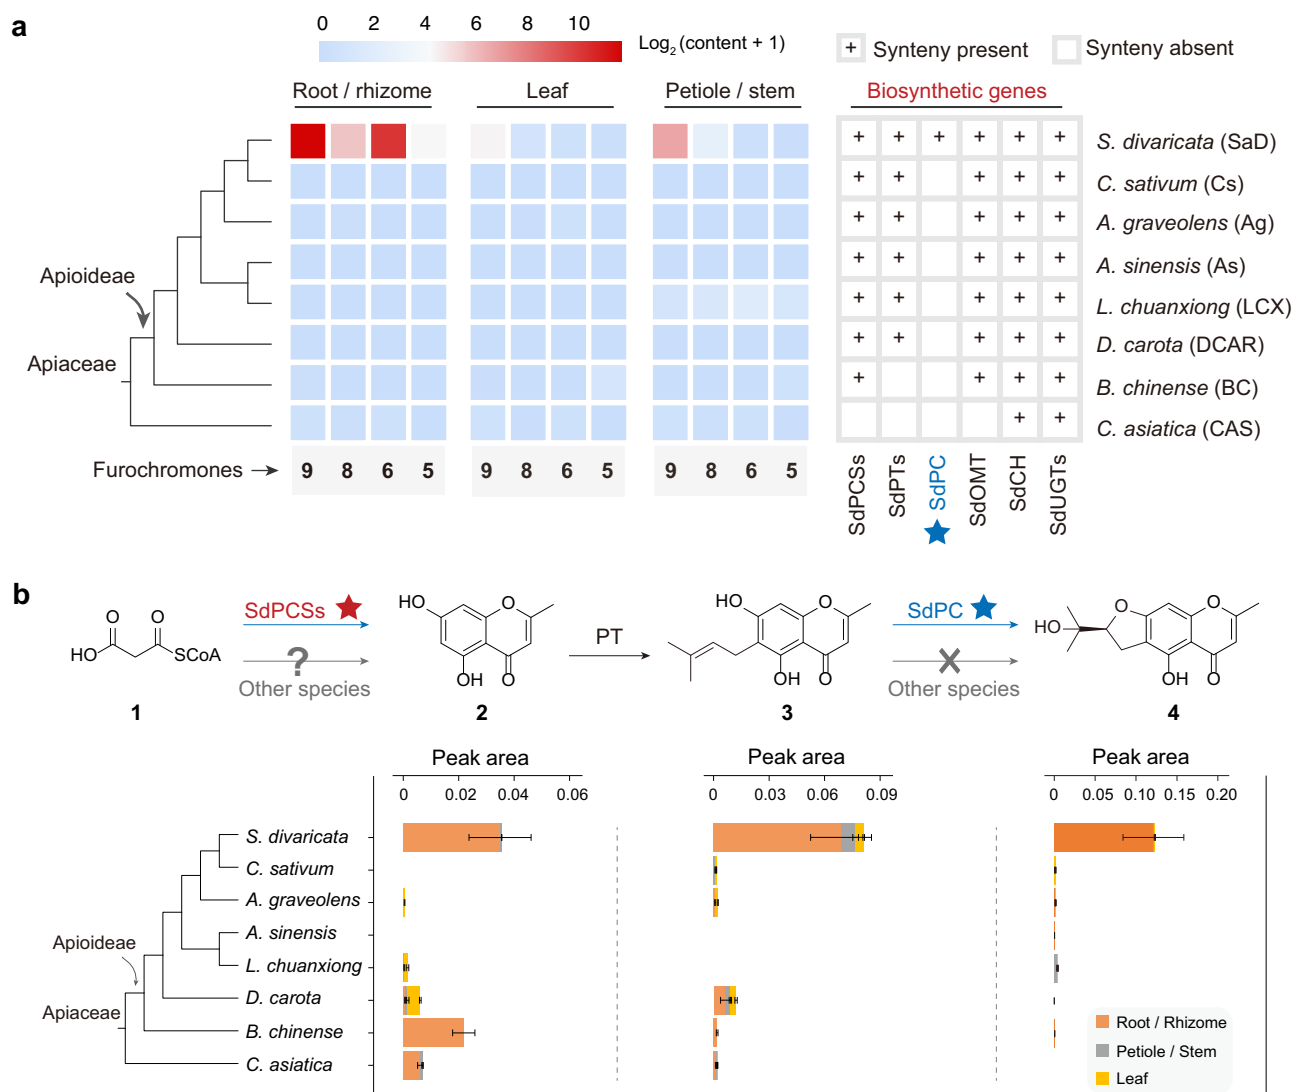 a
0 2 4 6 8 10
Log2 (content + 1)
+ Synteny present
Synteny absent
Root / rhizome Leaf Petiole / stem Biosynthetic genes
+ + + + + + S. divaricata (SaD)
+ + + + + C. sativum (Cs)
+ + + + + A. graveolens (Ag)
+ + + + + A. sinensis (As)
Apioideae
+ + + + + L. chuanxiong (LCX)
+ + + + + D. carota (DCAR)
Apiaceae
+ + + + B. chinense (BC)
+ + C. asiatica (CAS)
Furochromones → 9 8 6 5 9 8 6 5 9 8 6 5
SdPCSs SdPTs SdPC SdOMT SdCH SdUGTs
b
O O
HO SCoA
1
SdPCSs
?
Other species
HO O
OH O
2
PT
HO O
OH O
3
SdPC
Other species
HO O O
OH O
4
Peak area Peak area Peak area
0 0.02 0.04 0.06 0 0.03 0.06 0.09 0 0.05 0.10 0.15 0.20
S. divaricata
C. sativum
A. graveolens
A. sinensis
Apioideae
L. chuanxiong
D. carota
Apiaceae
B. chinense
C. asiatica
Root / Rhizome
Petiole / Stem
Leaf